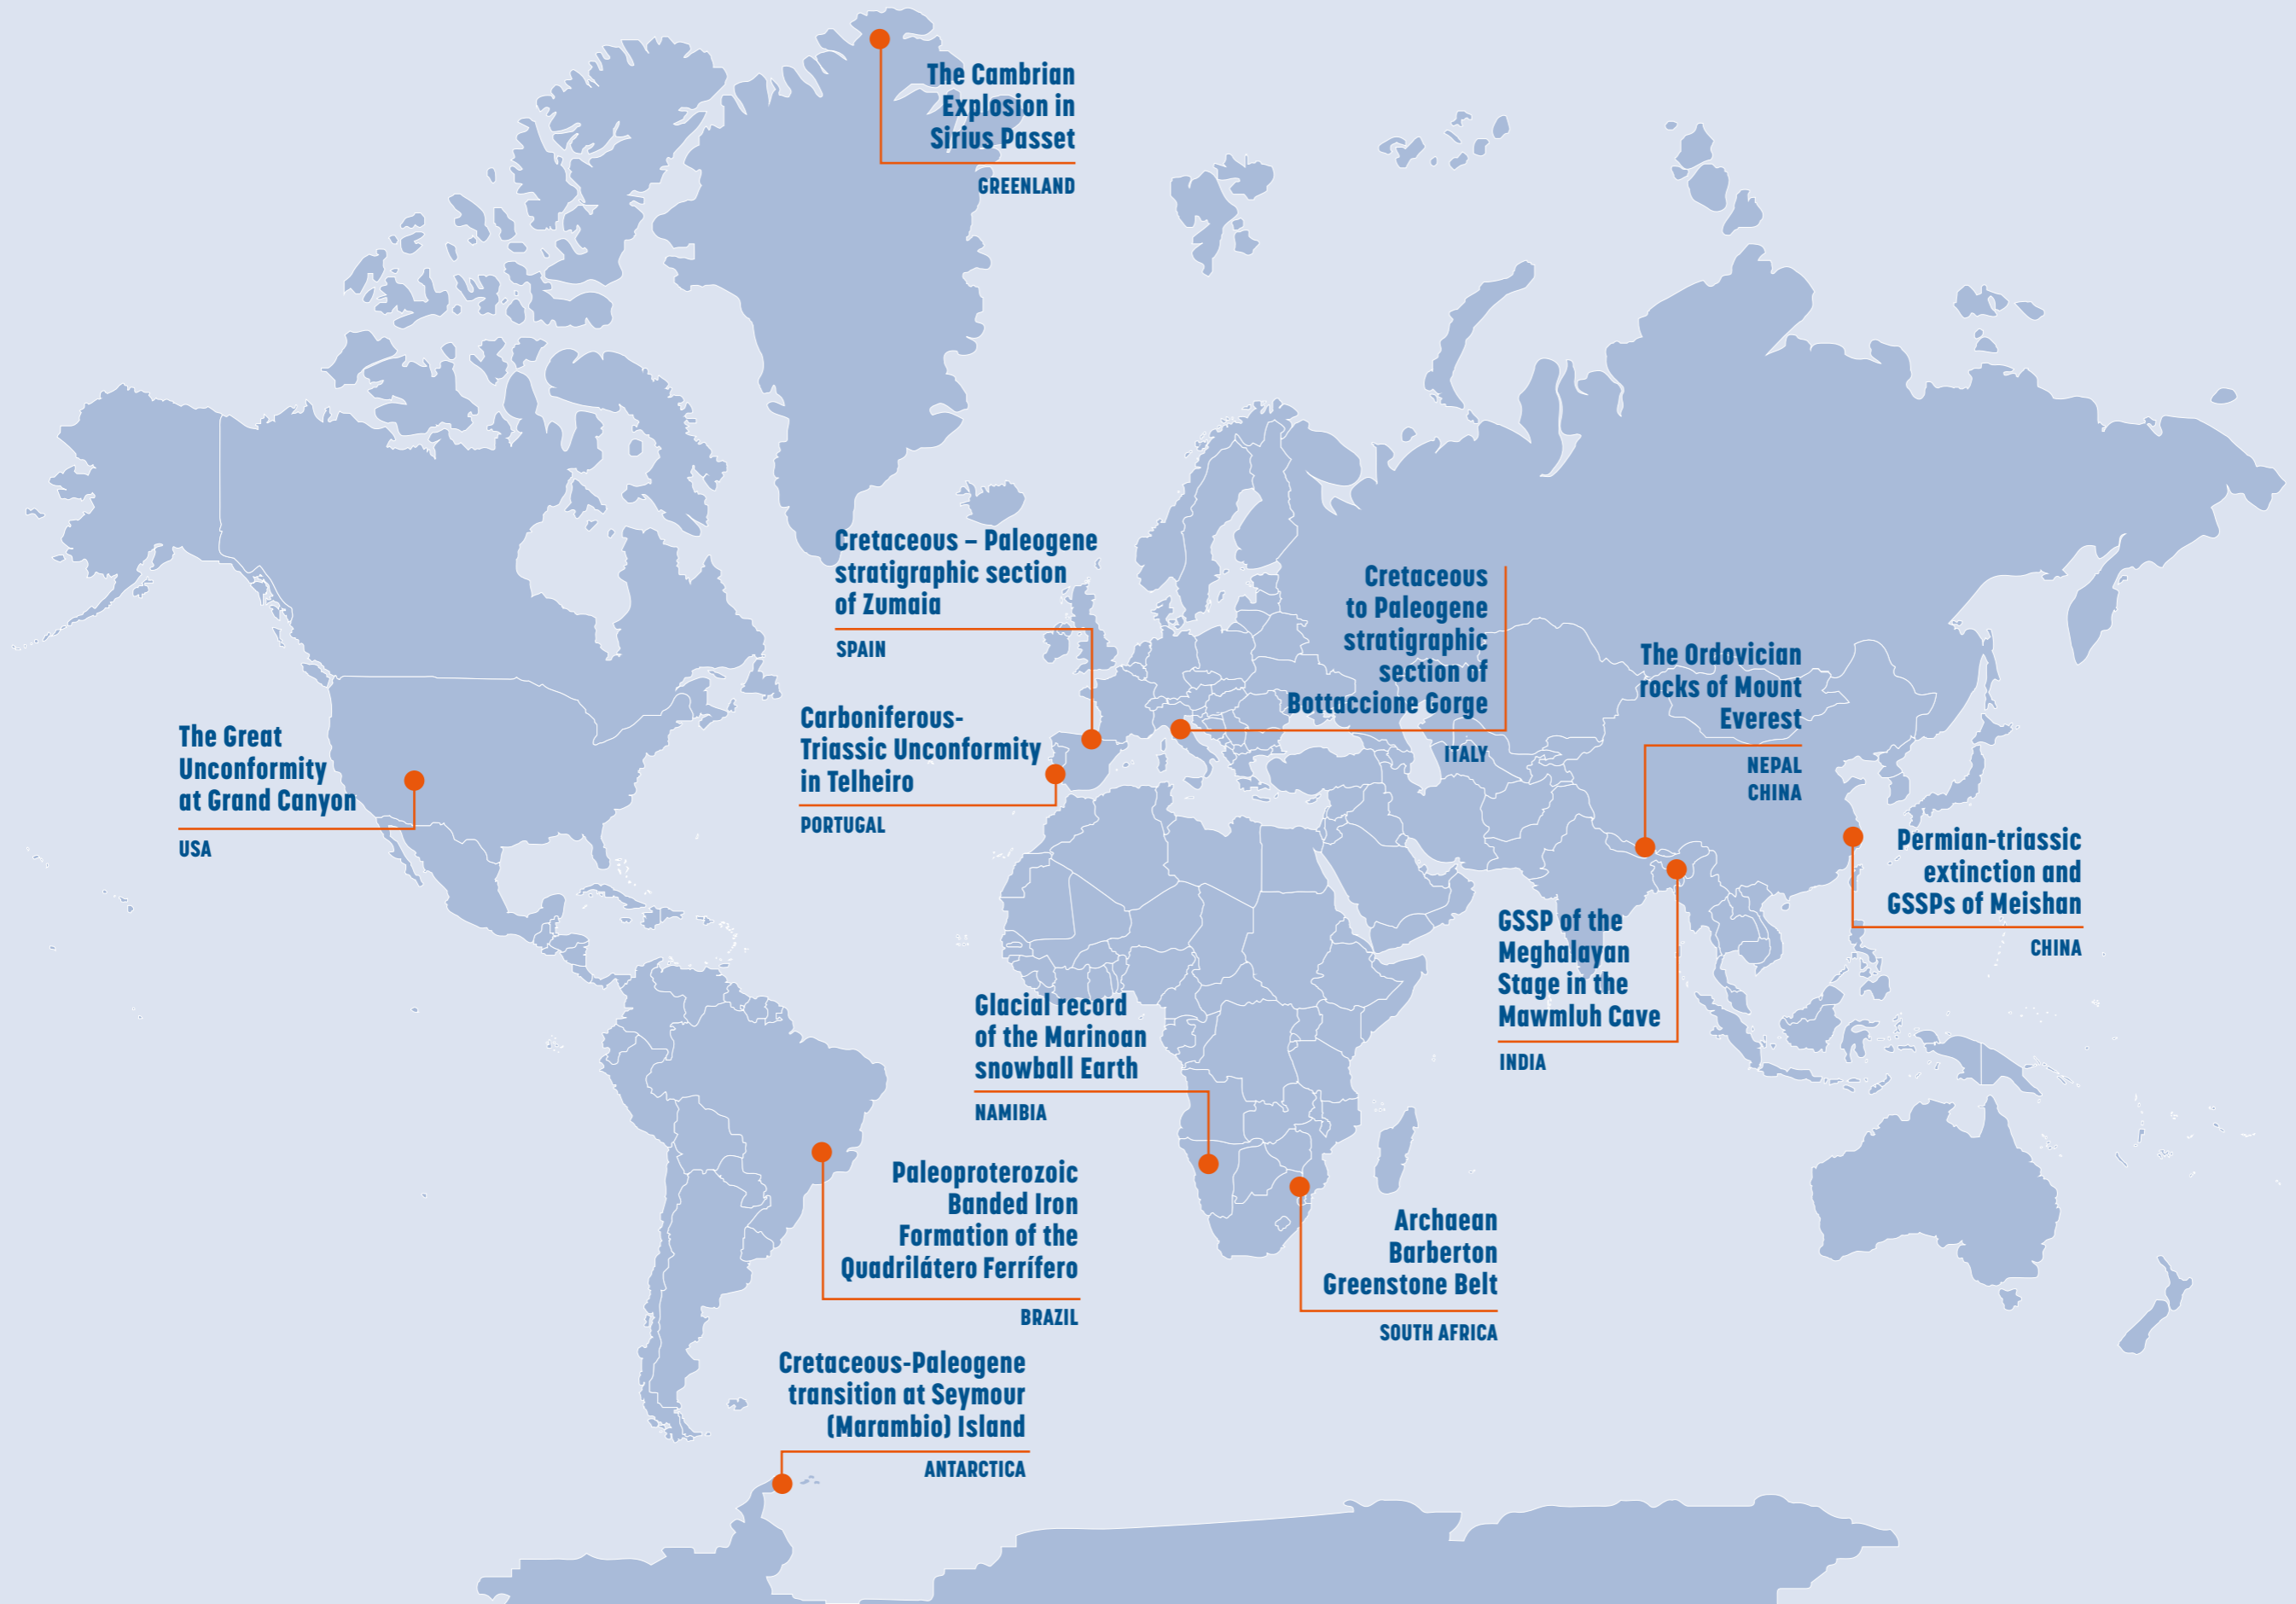 The Cambrian
Explosion in
Sirius Passet
GREENLAND
Cretaceous – Paleogene
stratigraphic section
of Zumaia
SPAIN
Cretaceous
to Paleogene
stratigraphic
section of
Bottaccione Gorge
ITALY
The Ordovician
rocks of Mount
Everest
NEPAL
CHINA
Carboniferous-
Triassic Unconformity
in Telheiro
PORTUGAL
The Great
Unconformity
at Grand Canyon
USA
Permian-triassic
extinction and
GSSPs of Meishan
CHINA
GSSP of the
Meghalayan
Stage in the
Mawmluh Cave
INDIA
Glacial record
of the Marinoan
snowball Earth
NAMIBIA
Paleoproterozoic
Banded Iron
Formation of the
Quadrilátero Ferrífero
BRAZIL
Archaean
Barberton
Greenstone Belt
SOUTH AFRICA
Cretaceous-Paleogene
transition at Seymour
(Marambio) Island
ANTARCTICA